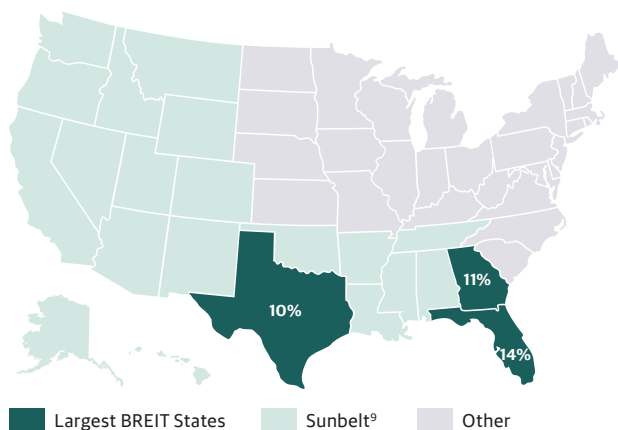 11%
10%
14%
Largest BREIT States
Sunbelt⁹
Other